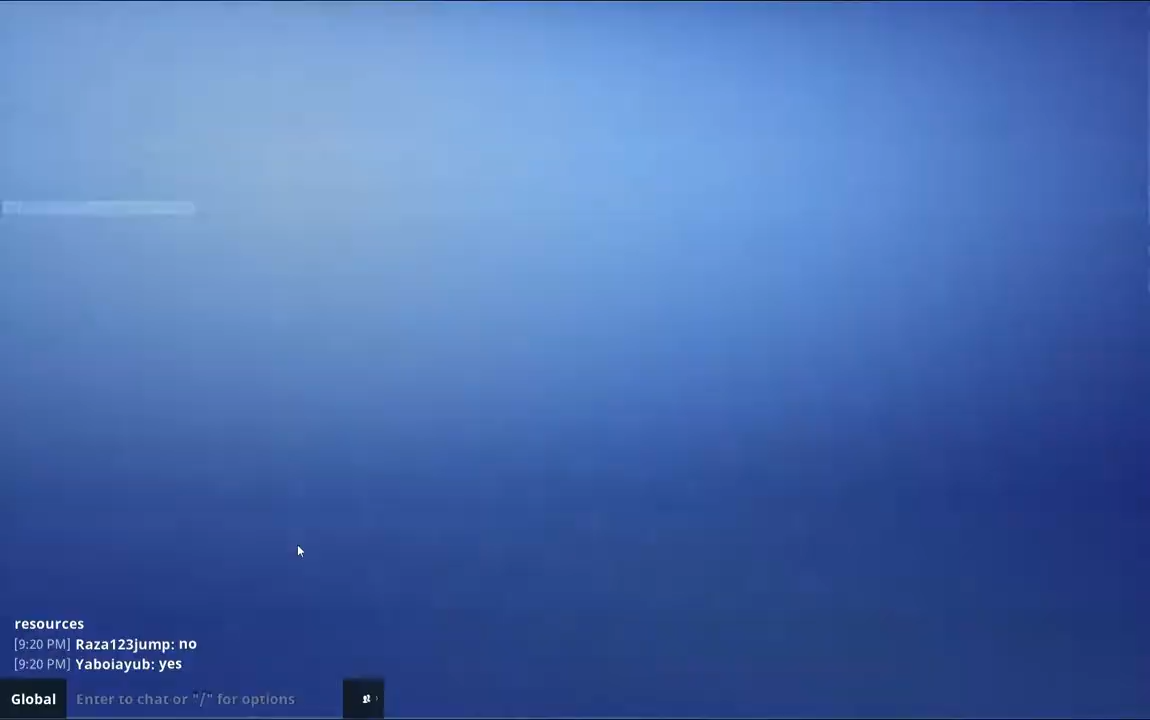 resources
[9:20 PM] Raza123jump: no
[9:20 PM] Yaboiayub: yes
Global Enter to chat or "/" for options